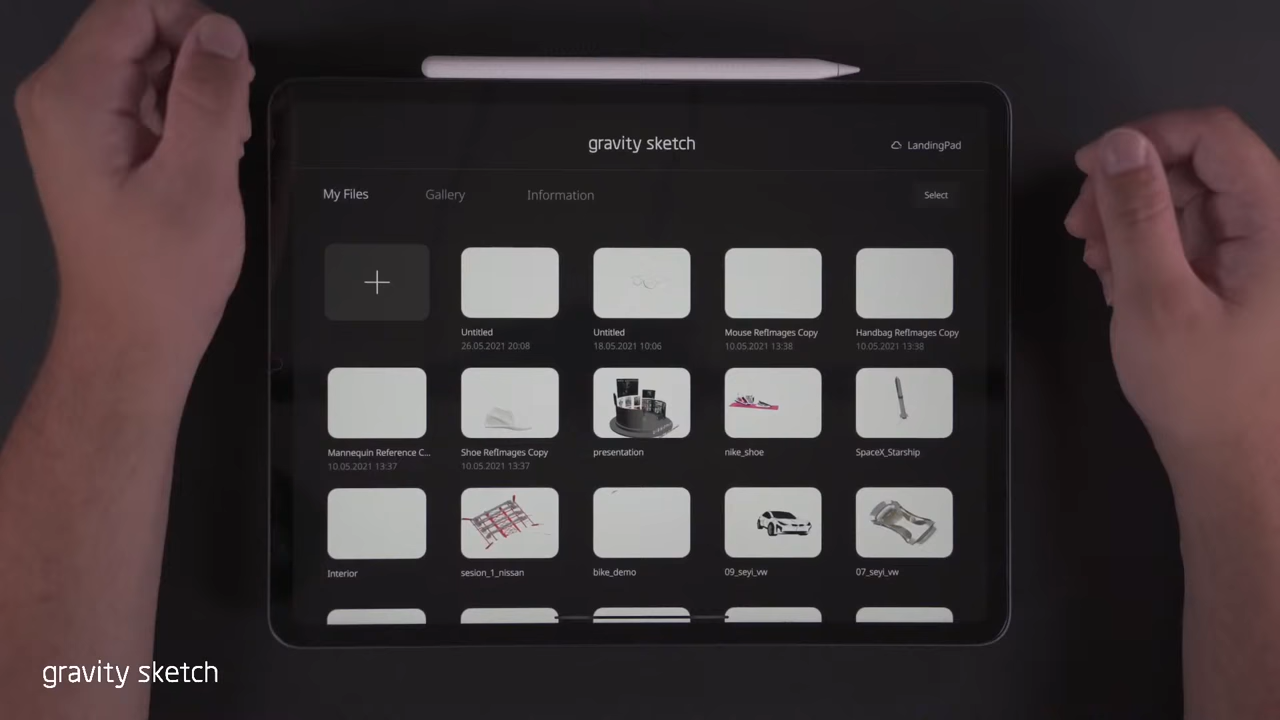 gravity sketch
LandingPad
My Files
Gallery
Information
Select
Untitled
26.05.2021 20:08
Untitled
18.05.2021 10:06
Mouse RefImages Copy
10.05.2021 13:38
Handbag RefImages Copy
10.05.2021 13:38
Mannequin Reference C...
10.05.2021 13:37
Shoe RefImages Copy
10.05.2021 13:37
presentation
nike_shoe
SpaceX_Starship
Interior
sesion_1_nissan
bike_demo
09_seyi_vw
07_seyi_vw
gravity sketch